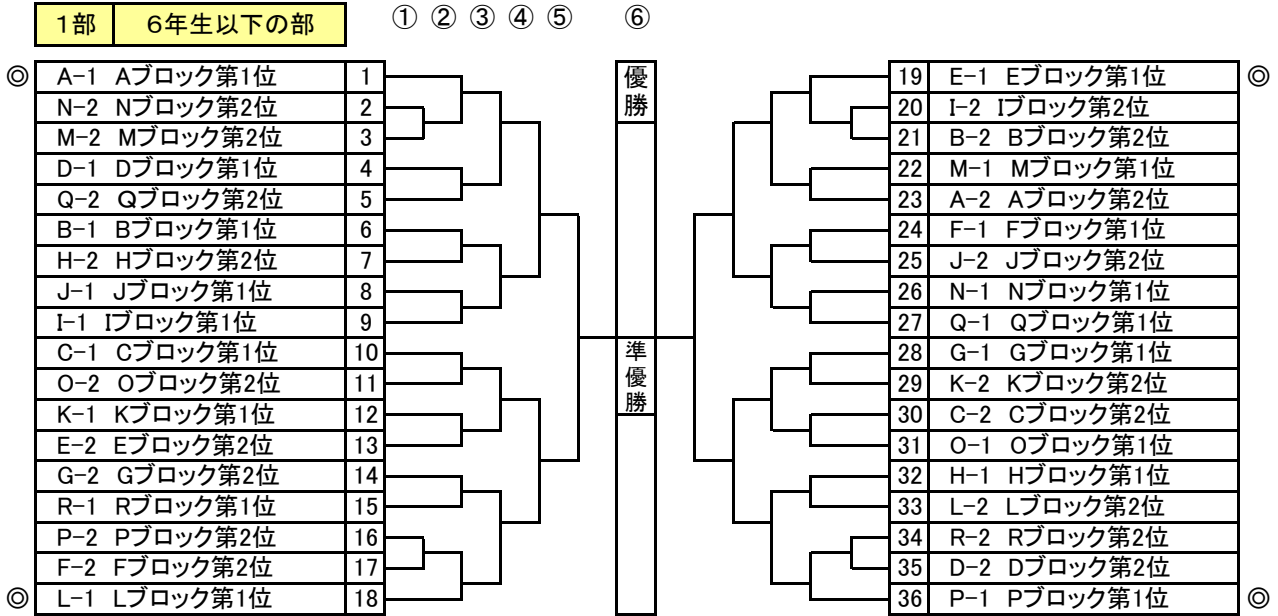 1部 6年生以下の部 ① ② ③ ④ ⑤ ⑥
◎ A-1 Aブロック第1位 1 優勝 19 E-1 Eブロック第1位 ◎
N-2 Nブロック第2位 2 20 I-2 Iブロック第2位
M-2 Mブロック第2位 3 21 B-2 Bブロック第2位
D-1 Dブロック第1位 4 22 M-1 Mブロック第1位
Q-2 Qブロック第2位 5 23 A-2 Aブロック第2位
B-1 Bブロック第1位 6 24 F-1 Fブロック第1位
H-2 Hブロック第2位 7 25 J-2 Jブロック第2位
J-1 Jブロック第1位 8 26 N-1 Nブロック第1位
I-1 Iブロック第1位 9 27 Q-1 Qブロック第1位
C-1 Cブロック第1位 10 準優勝 28 G-1 Gブロック第1位
O-2 Oブロック第2位 11 29 K-2 Kブロック第2位
K-1 Kブロック第1位 12 30 C-2 Cブロック第2位
E-2 Eブロック第2位 13 31 O-1 Oブロック第1位
G-2 Gブロック第2位 14 32 H-1 Hブロック第1位
R-1 Rブロック第1位 15 33 L-2 Lブロック第2位
P-2 Pブロック第2位 16 34 R-2 Rブロック第2位
F-2 Fブロック第2位 17 35 D-2 Dブロック第2位
◎ L-1 Lブロック第1位 18 36 P-1 Pブロック第1位 ◎